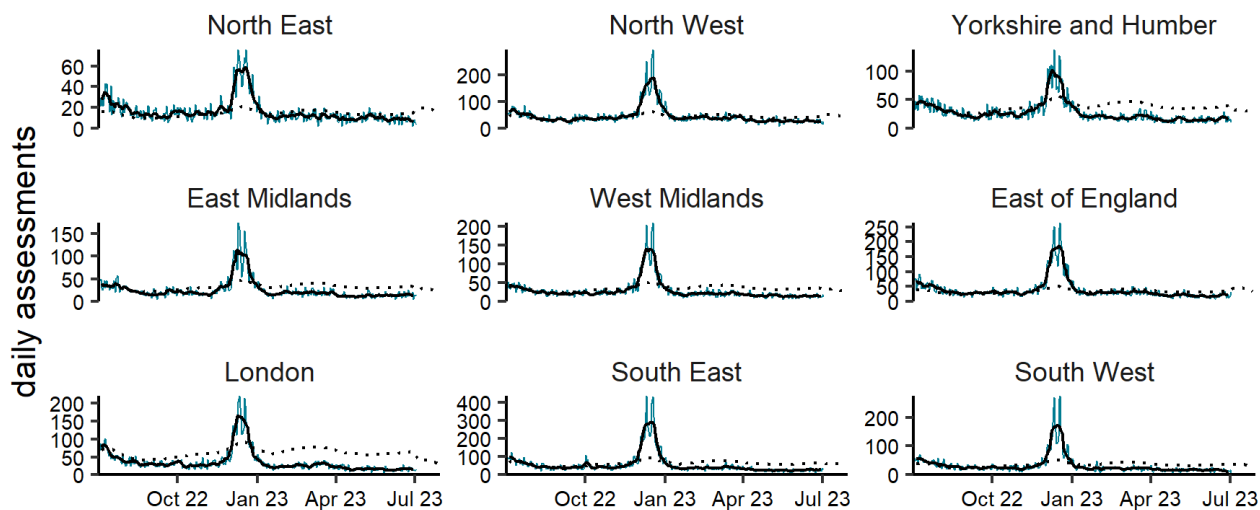 North East
North West
Yorkshire and Humber
60
40
20
0
200
100
0
100
50
0
daily assessments
East Midlands
West Midlands
East of England
150
100
50
0
200
150
100
50
0
250
200
150
100
50
0
London
South East
South West
200
150
100
50
0
400
300
200
100
0
200
100
0
Oct 22 Jan 23 Apr 23 Jul 23
Oct 22 Jan 23 Apr 23 Jul 23
Oct 22 Jan 23 Apr 23 Jul 23